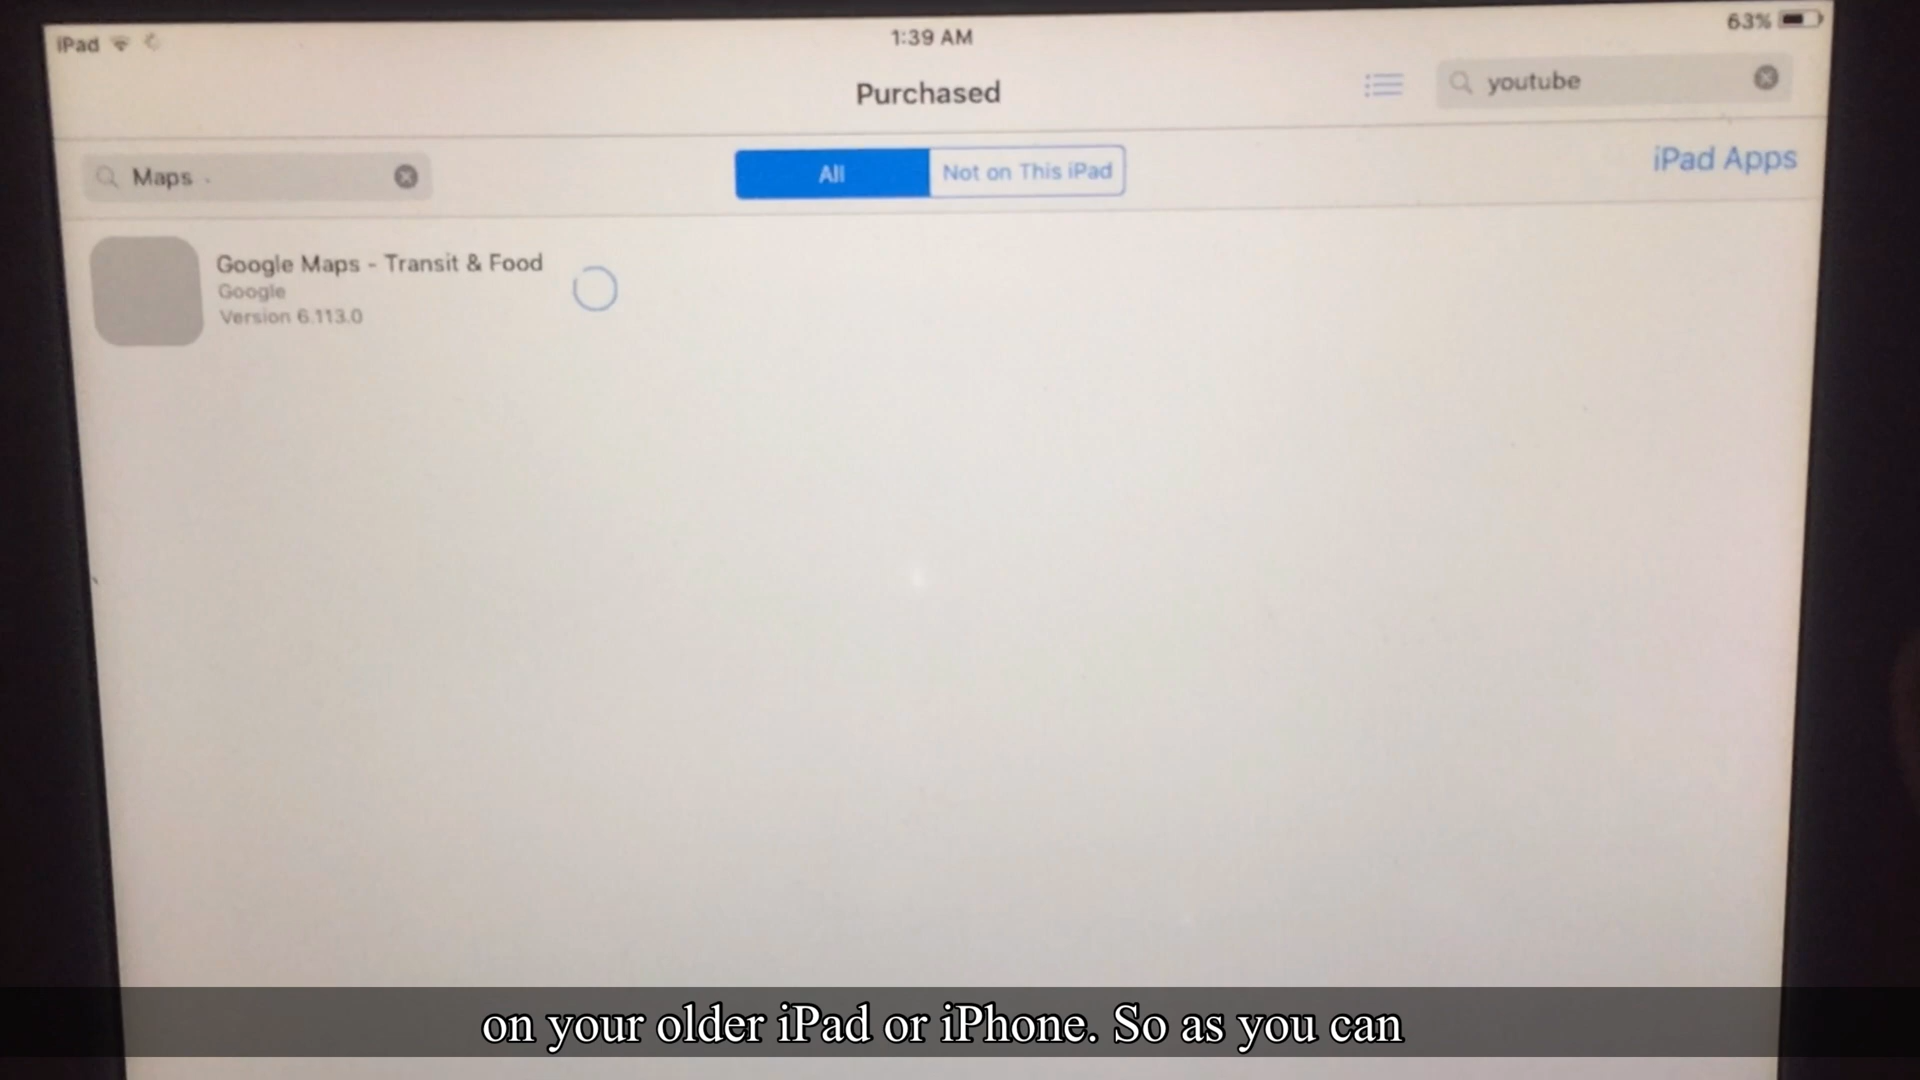 iPad
1:39 AM
63%
Purchased
youtube
Maps
All
Not on This iPad
iPad Apps
Google Maps - Transit & Food
Google
Version 6.113.0
on your older iPad or iPhone. So as you can